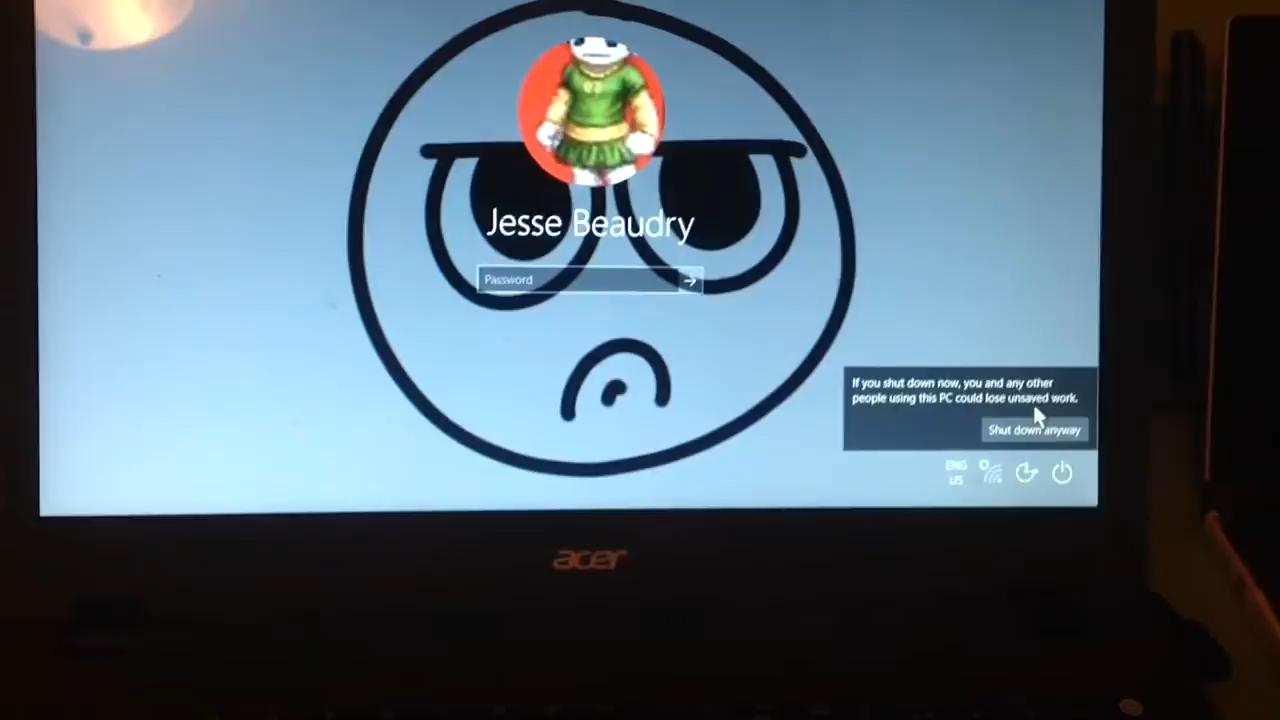 Jesse Beaudry
Password
If you shut down now, you and any other
people using this PC could lose unsaved work.
Shut down anyway
ENG
US
acer